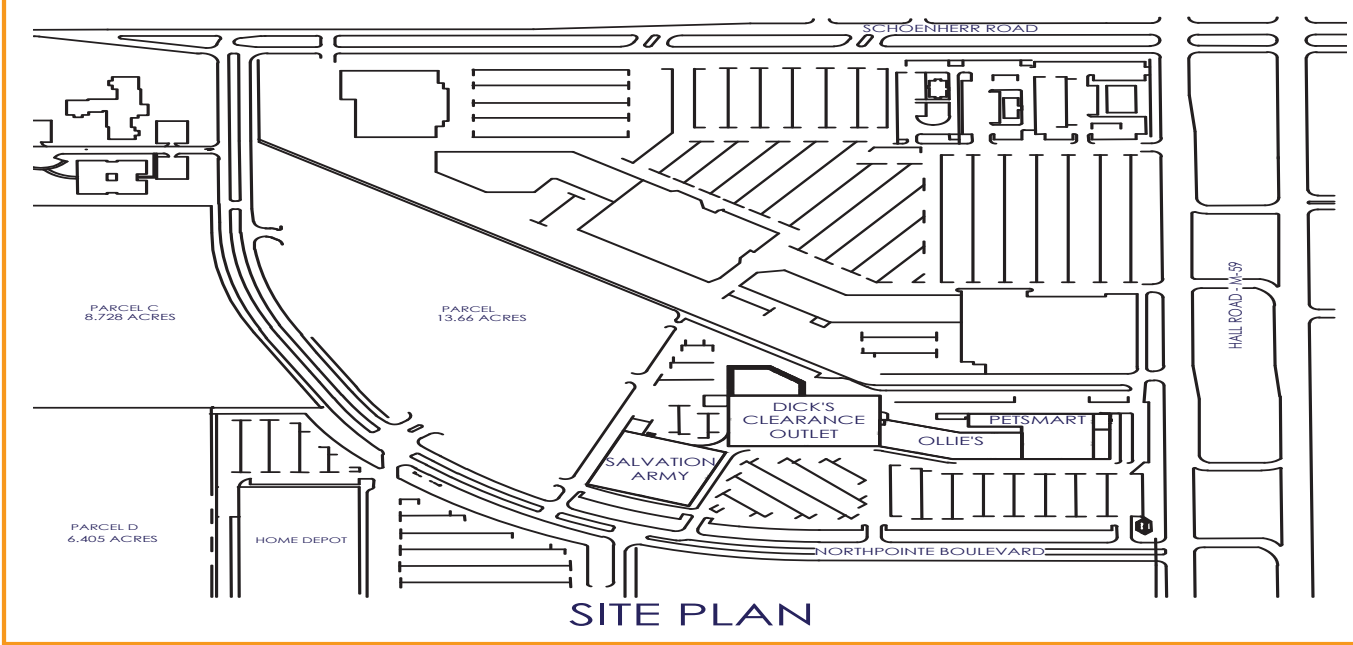 SCHOENHERR ROAD
HALL ROAD - M-59
PARCEL C
8.728 ACRES
PARCEL
13.66 ACRES
DICK'S
CLEARANCE
OUTLET
PETSMART
OLLIE'S
SALVATION
ARMY
PARCEL D
6.405 ACRES
HOME DEPOT
NORTHPOINTE BOULEVARD
SITE PLAN